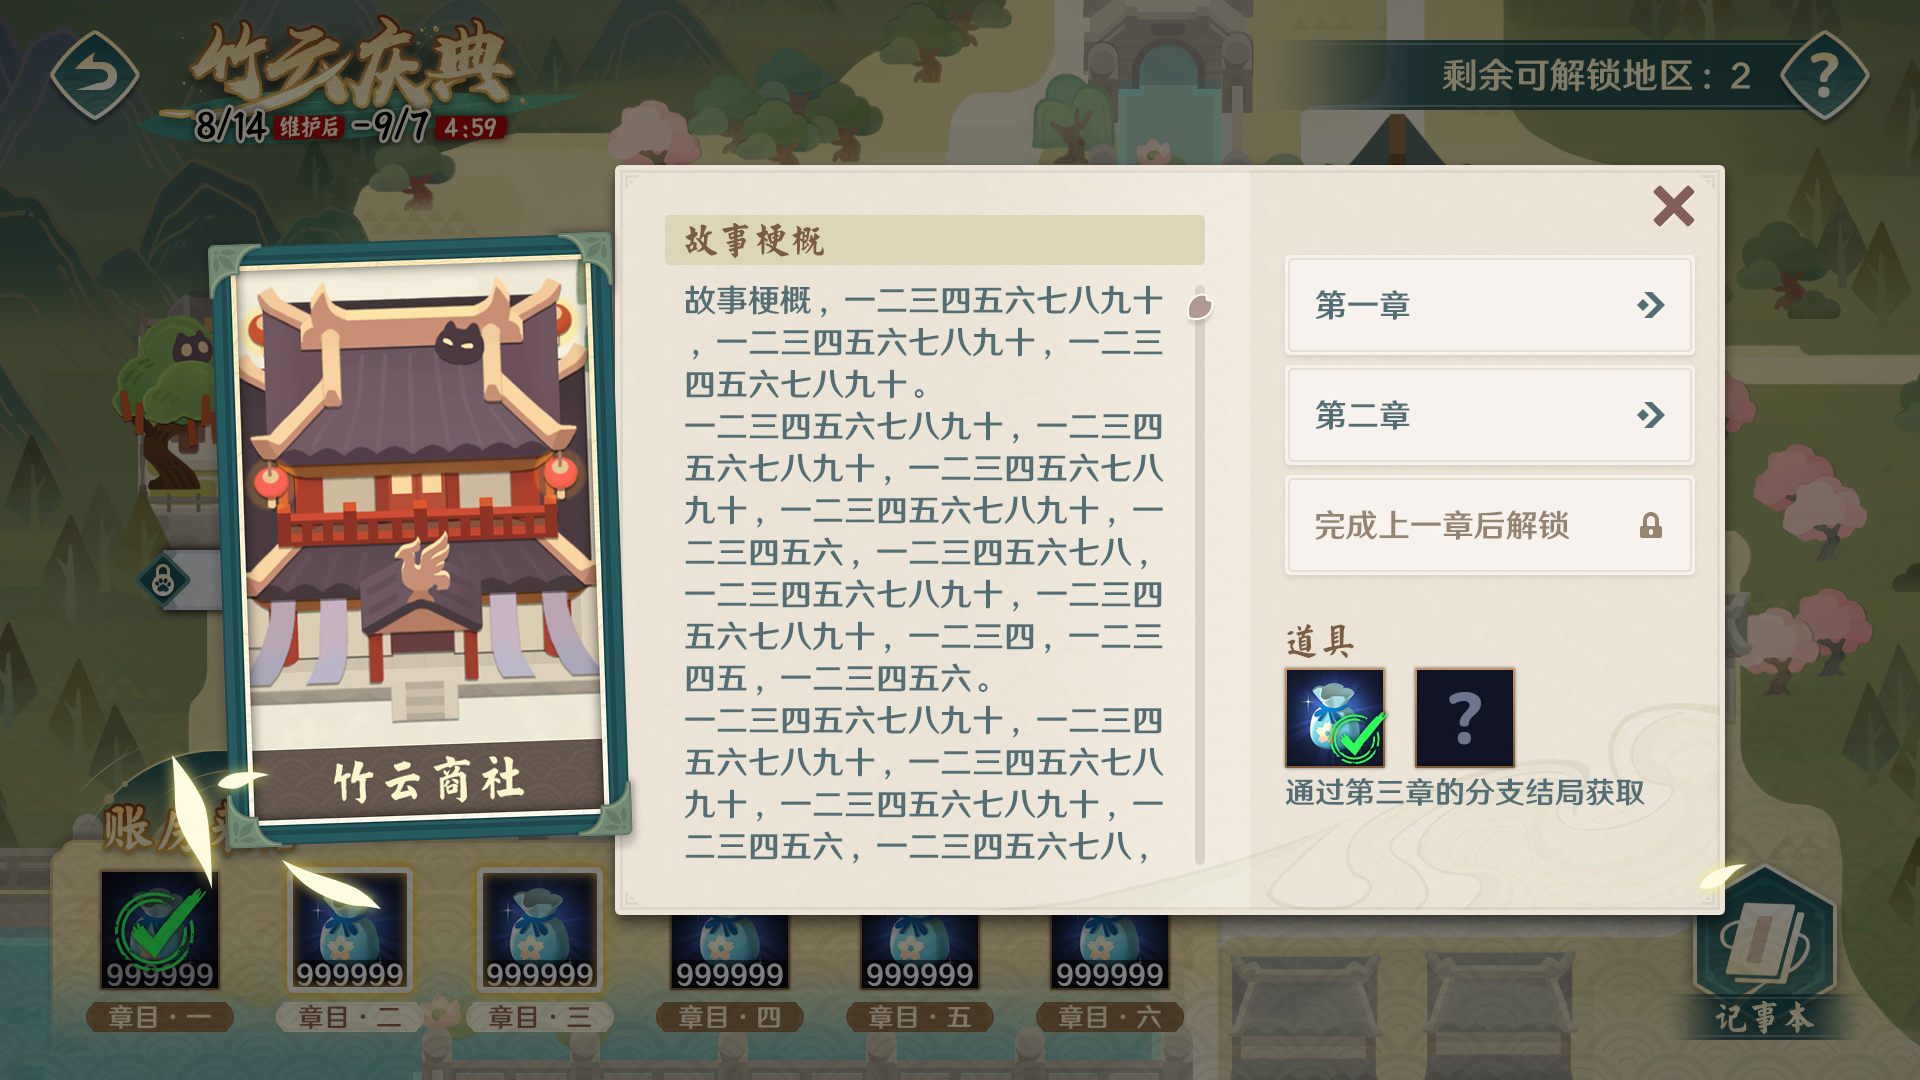 竹云庆典
8/14 维护后 -9/7 4:59
剩余可解锁地区：2
?
故事梗概
故事梗概，一二三四五六七八九十
，一二三四五六七八九十，一二三
四五六七八九十。
一二三四五六七八九十，一二三四
五六七八九十，一二三四五六七八
九十，一二三四五六七八九十，一
二三四五六，一二三四五六七八，
一二三四五六七八九十，一二三四
五六七八九十，一二三四，一二三
四五，一二三四五六。
一二三四五六七八九十，一二三四
五六七八九十，一二三四五六七八
九十，一二三四五六七八九十，一
二三四五六，一二三四五六七八，
第一章
第二章
完成上一章后解锁
道具
?
通过第三章的分支结局获取
竹云商社
账房
999999
999999
999999
999999
999999
999999
章目·一
章目·二
章目·三
章目·四
章目·五
章目·六
记事本